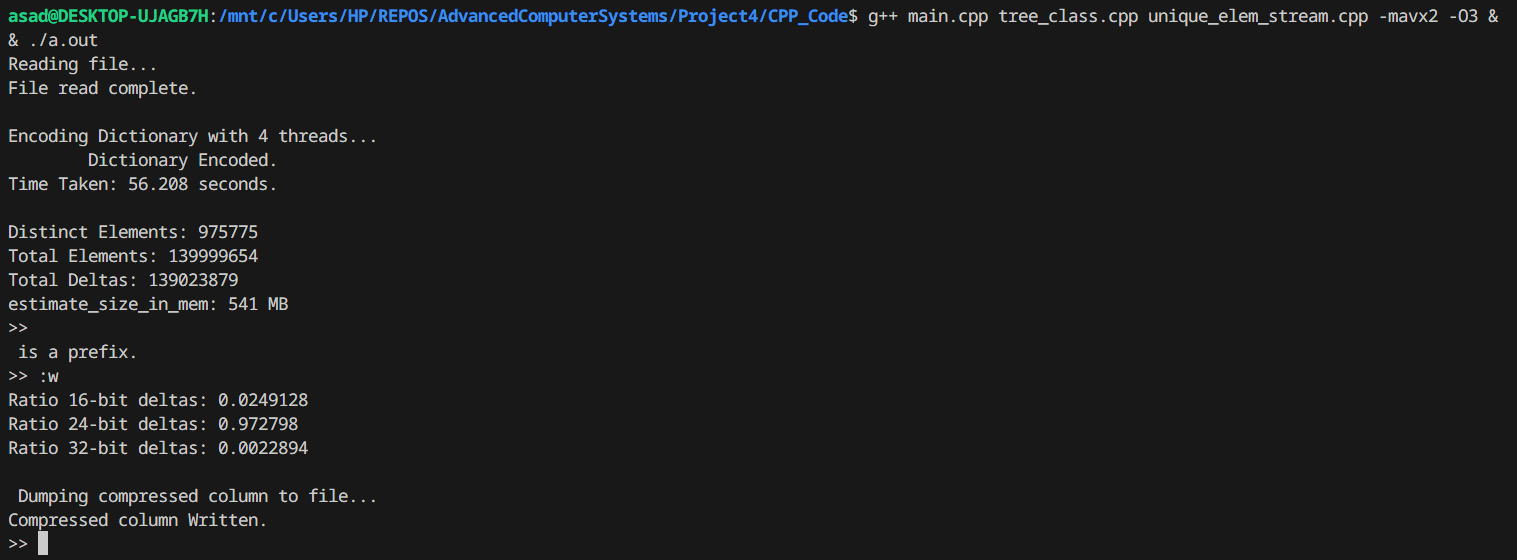 asad@DESKTOP-UJAGB7H:/mnt/c/Users/HP/REPOS/AdvancedComputerSystems/Project4/CPP_Code$ g++ main.cpp tree_class.cpp unique_elem_stream.cpp -mavx2 -O3 &
& ./a.out
Reading file...
File read complete.

Encoding Dictionary with 4 threads...
        Dictionary Encoded.
Time Taken: 56.208 seconds.

Distinct Elements: 975775
Total Elements: 139999654
Total Deltas: 139023879
estimate_size_in_mem: 541 MB
>>
 is a prefix.
>> :w
Ratio 16-bit deltas: 0.0249128
Ratio 24-bit deltas: 0.972798
Ratio 32-bit deltas: 0.0022894

 Dumping compressed column to file...
Compressed column Written.
>>